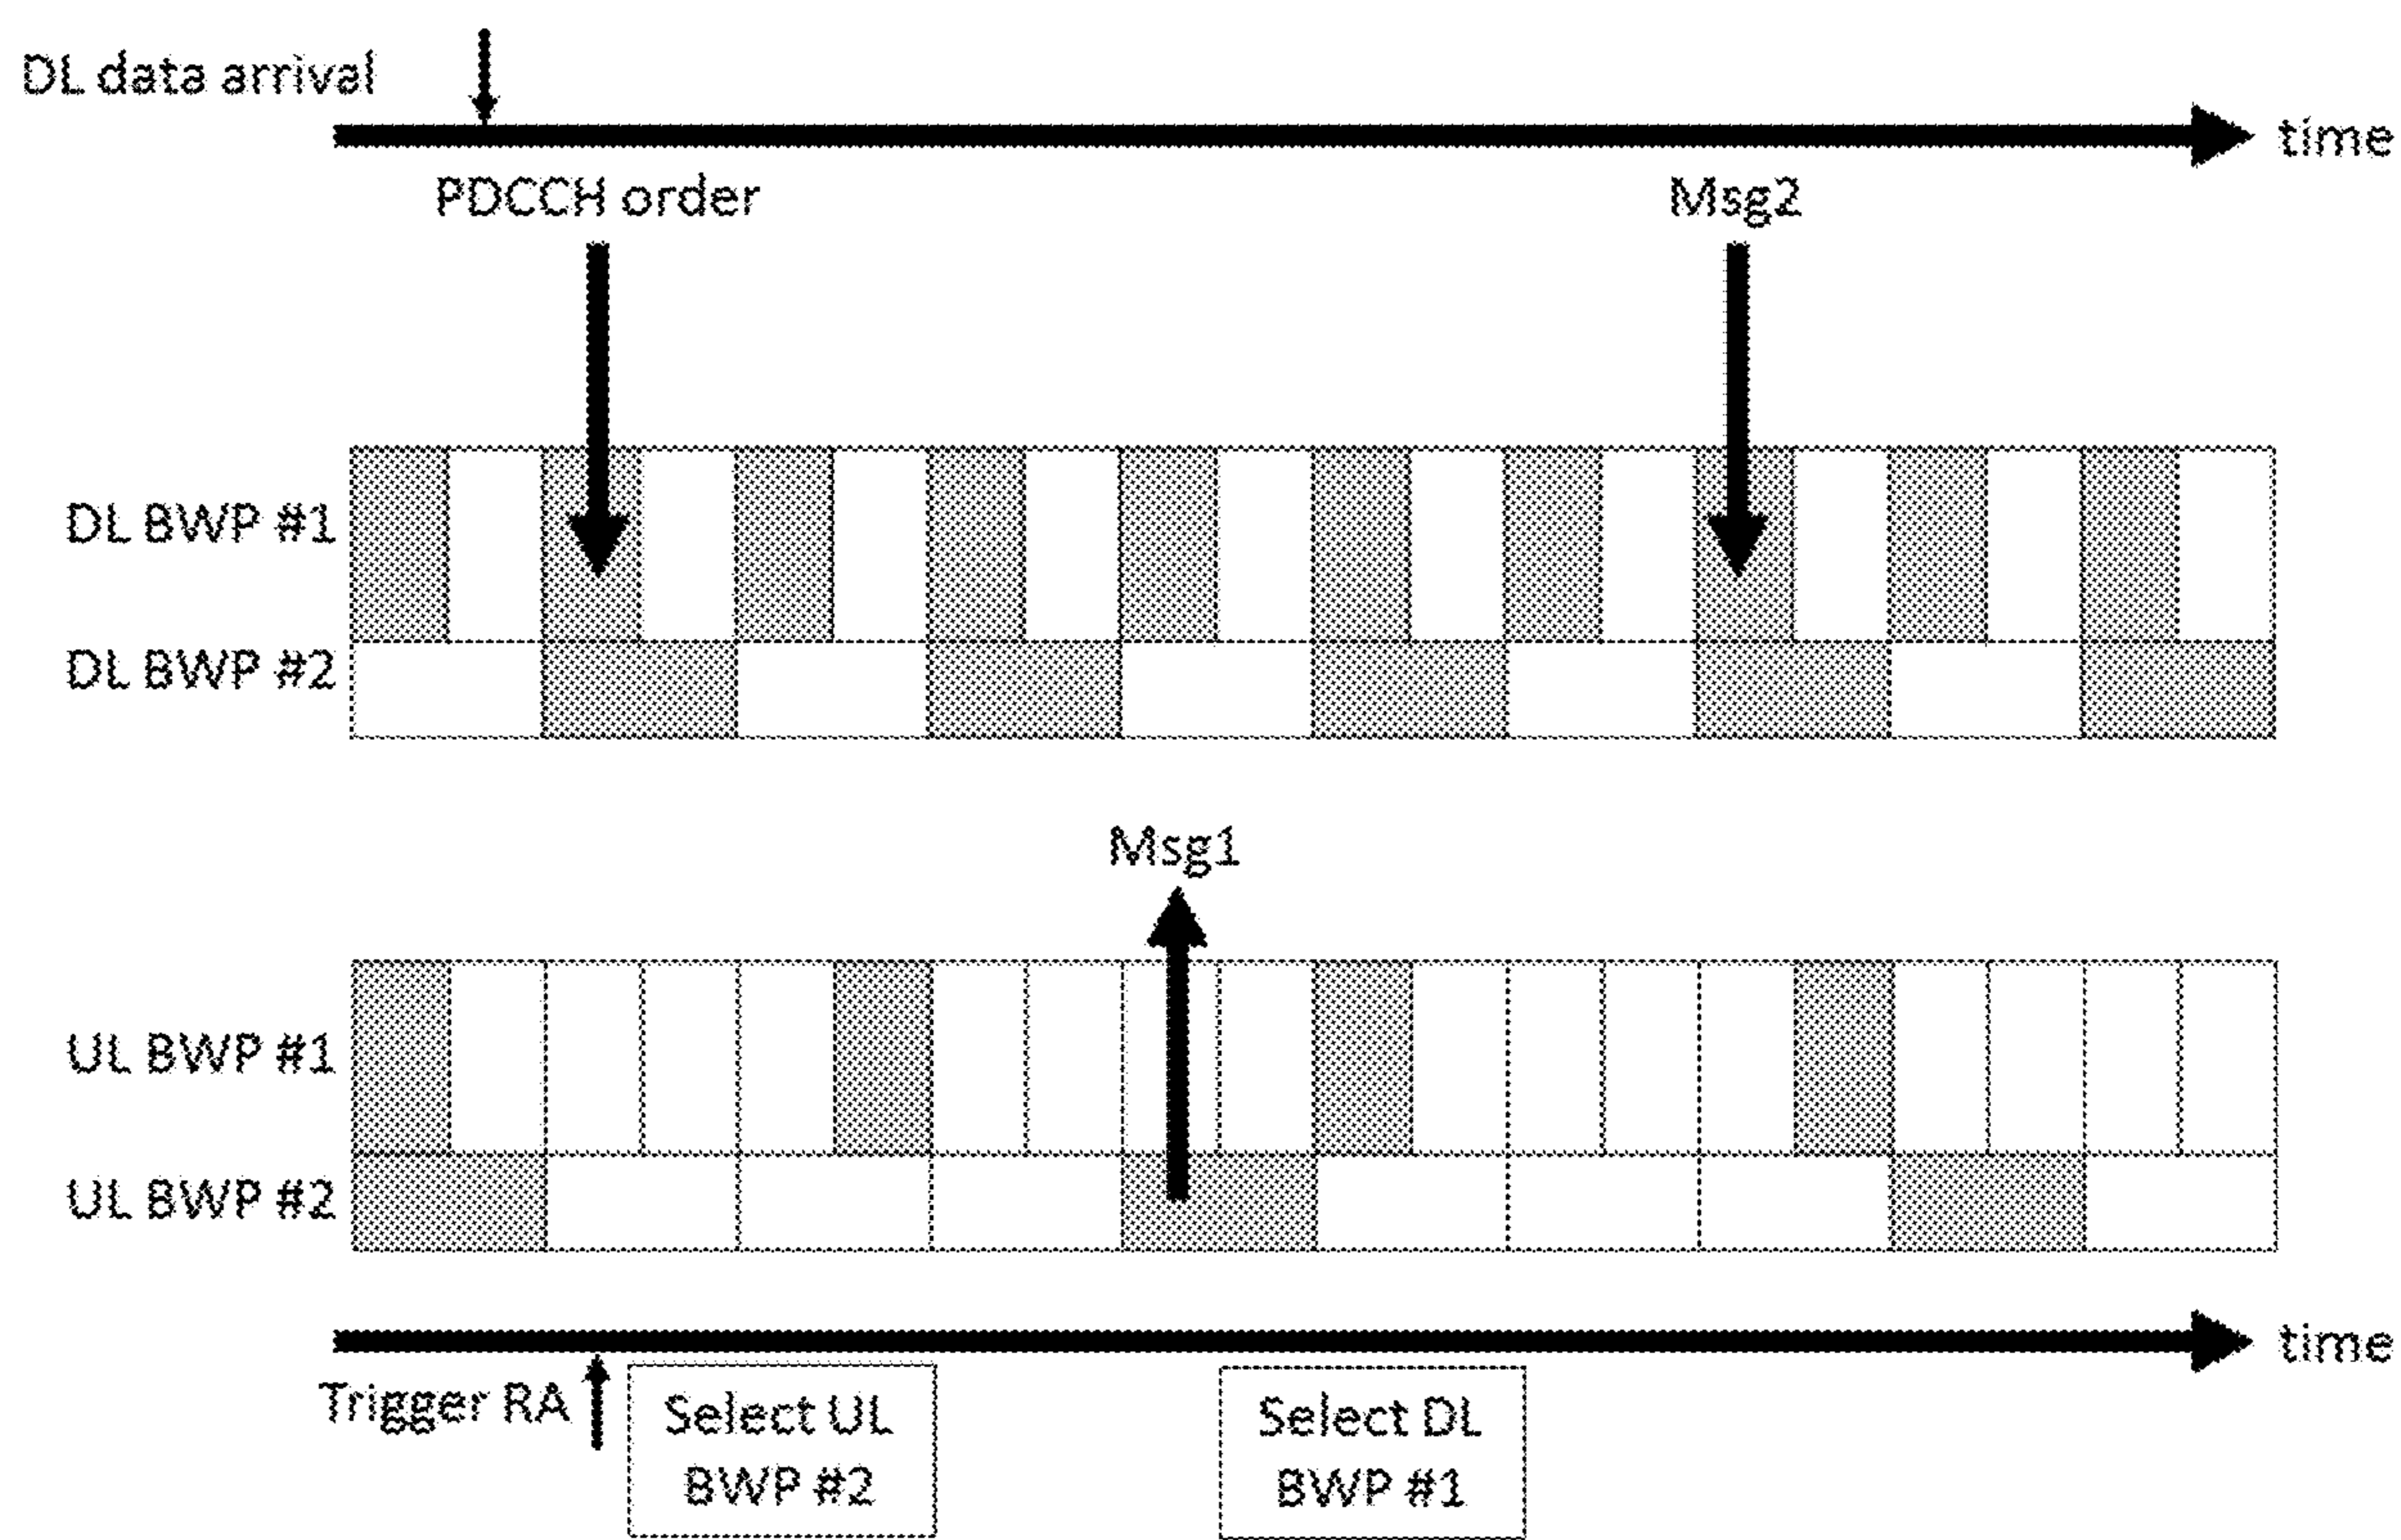 DL data arrival
time
PDCCH order
Msg2
DL BWP #1
DL BWP #2
Msg1
UL BWP #1
UL BWP #2
time
Trigger RA
Select UL
BWP #2
Select DL
BWP #1